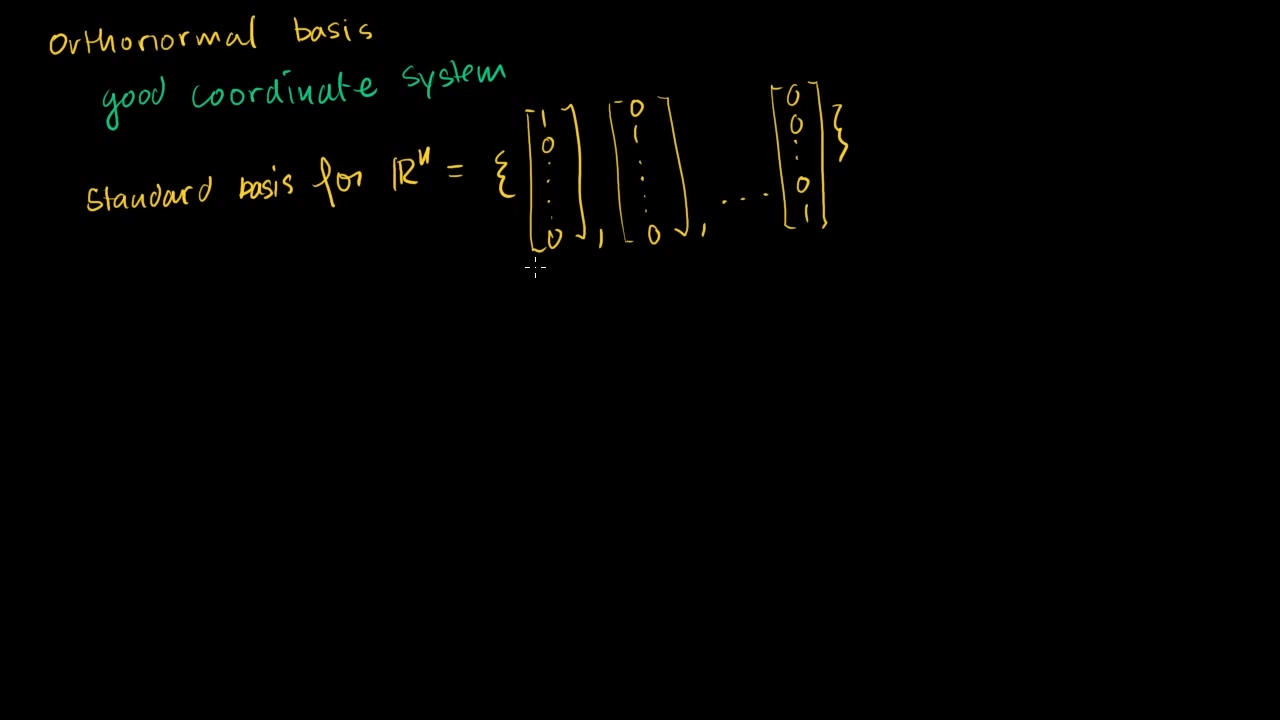 Orthonormal basis
good coordinate system
Standard basis for ℝⁿ = { [1 0 ⋮ 0], [0 1 ⋮ 0], ... [0 0 ⋮ 0 1] }